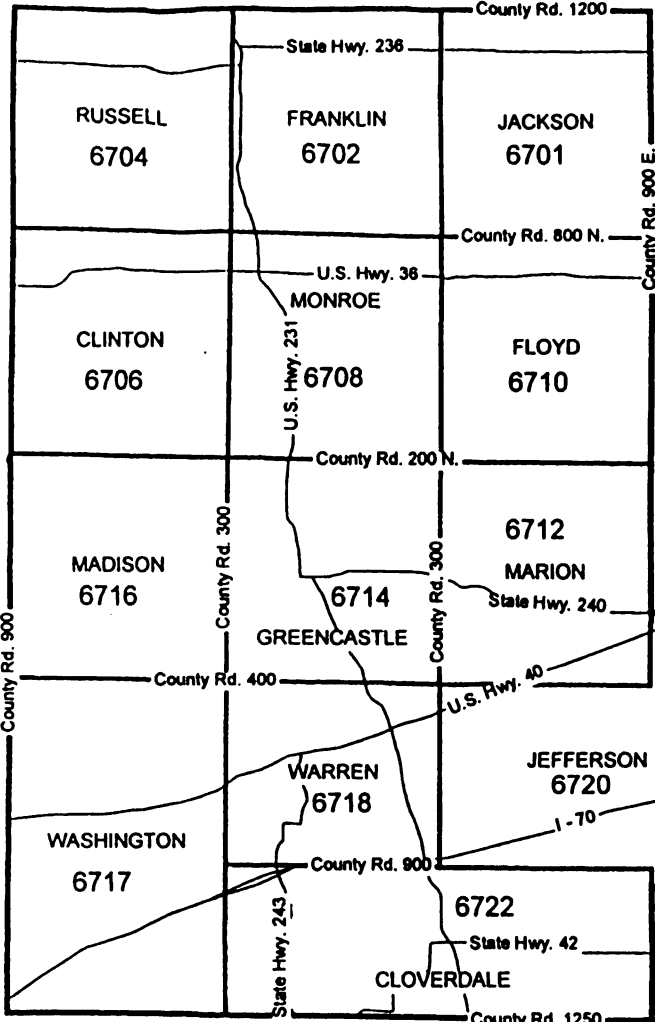 County Rd. 1200
State Hwy. 236
RUSSELL
6704
FRANKLIN
6702
JACKSON
6701
County Rd. 900 E.
County Rd. 800 N.
U.S. Hwy. 36
MONROE
CLINTON
6706
U.S. Hwy. 231
6708
FLOYD
6710
County Rd. 200 N.
6712
MARION
MADISON
6716
County Rd. 300
6714
County Rd. 300
State Hwy. 240
GREENCASTLE
County Rd. 900
County Rd. 400
U.S. Hwy. 40
WARREN
6718
JEFFERSON
6720
I - 70
WASHINGTON
6717
County Rd. 900
State Hwy. 243
6722
State Hwy. 42
CLOVERDALE
County Rd. 1250